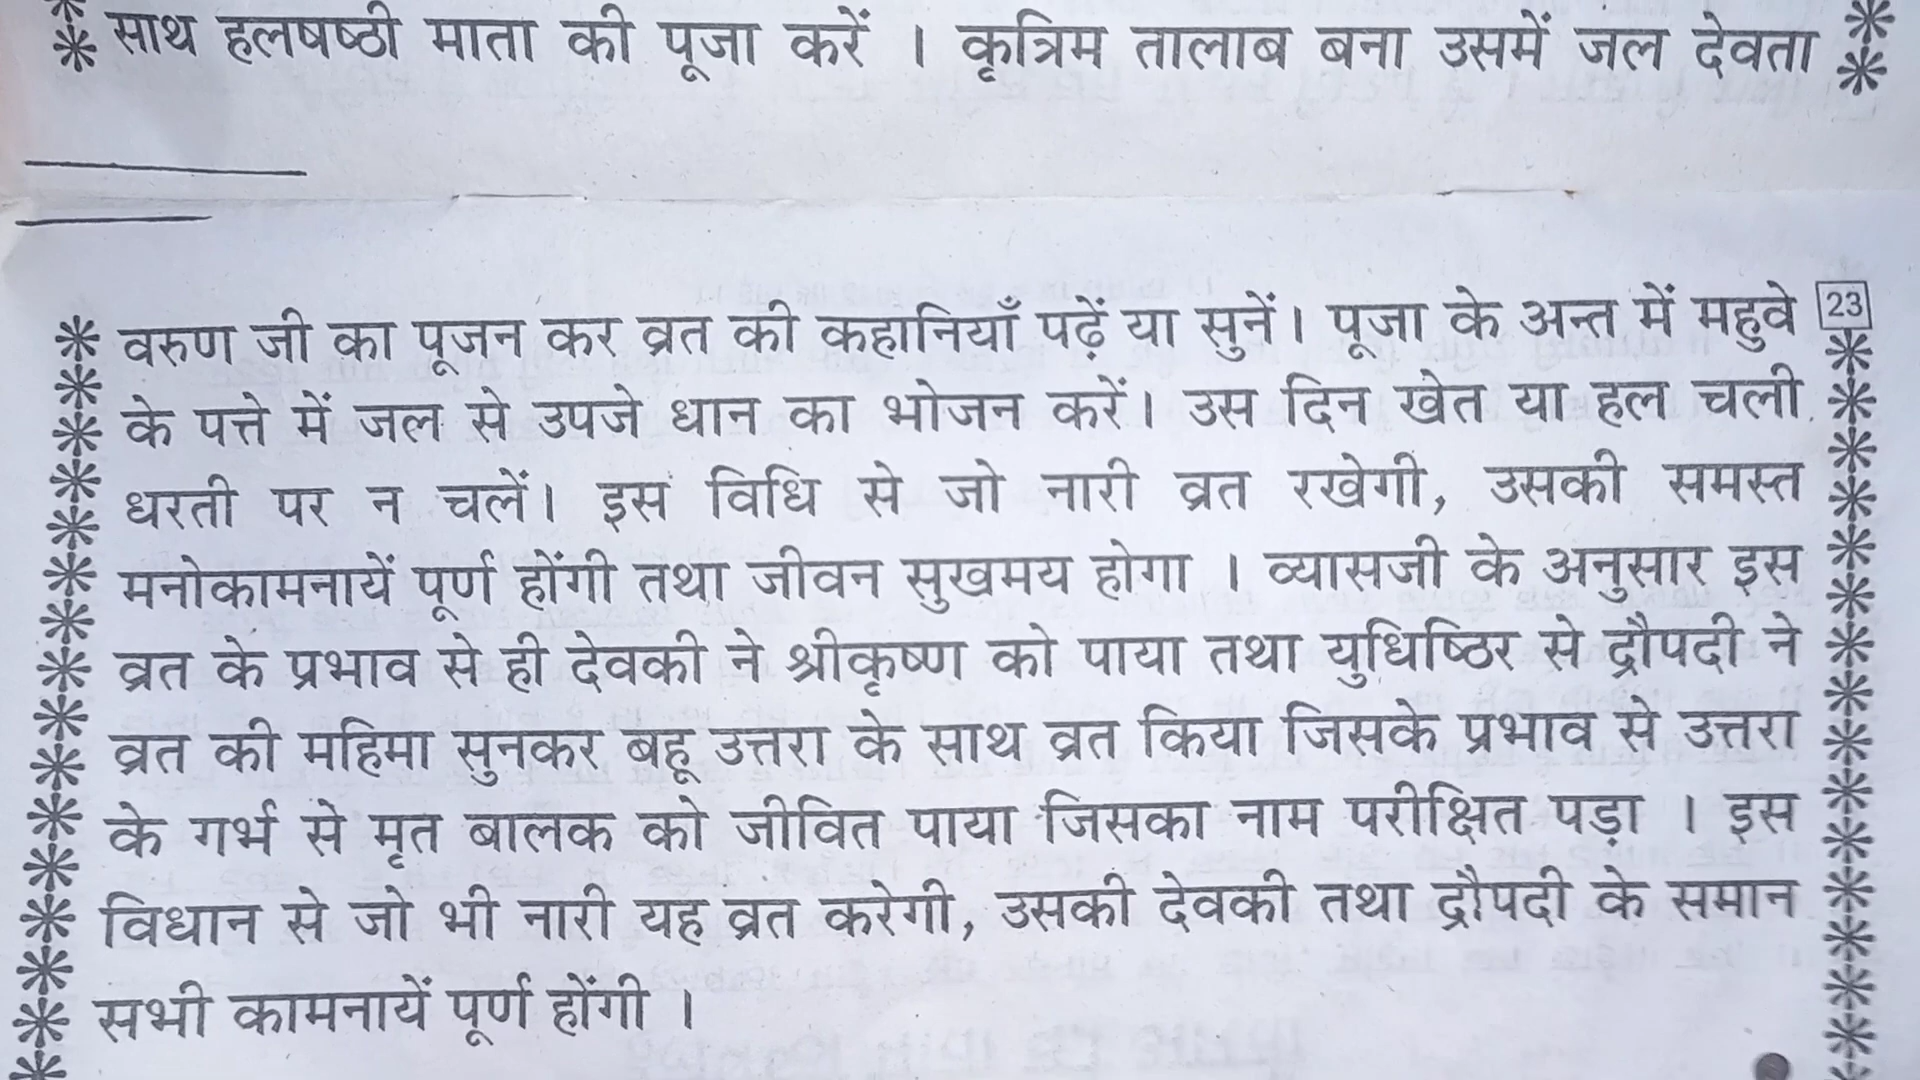 साथ हलषष्ठी माता की पूजा करें । कृत्रिम तालाब बना उसमें जल देवता
23
वरुण जी का पूजन कर व्रत की कहानियाँ पढ़ें या सुनें। पूजा के अन्त में महुवे
के पत्ते में जल से उपजे धान का भोजन करें। उस दिन खेत या हल चली
धरती पर न चलें। इस विधि से जो नारी व्रत रखेगी, उसकी समस्त
मनोकामनायें पूर्ण होंगी तथा जीवन सुखमय होगा । व्यासजी के अनुसार इस
व्रत के प्रभाव से ही देवकी ने श्रीकृष्ण को पाया तथा युधिष्ठिर से द्रौपदी ने
व्रत की महिमा सुनकर बहू उत्तरा के साथ व्रत किया जिसके प्रभाव से उत्तरा
के गर्भ से मृत बालक को जीवित पाया जिसका नाम परीक्षित पड़ा । इस
विधान से जो भी नारी यह व्रत करेगी, उसकी देवकी तथा द्रौपदी के समान
सभी कामनायें पूर्ण होंगी ।